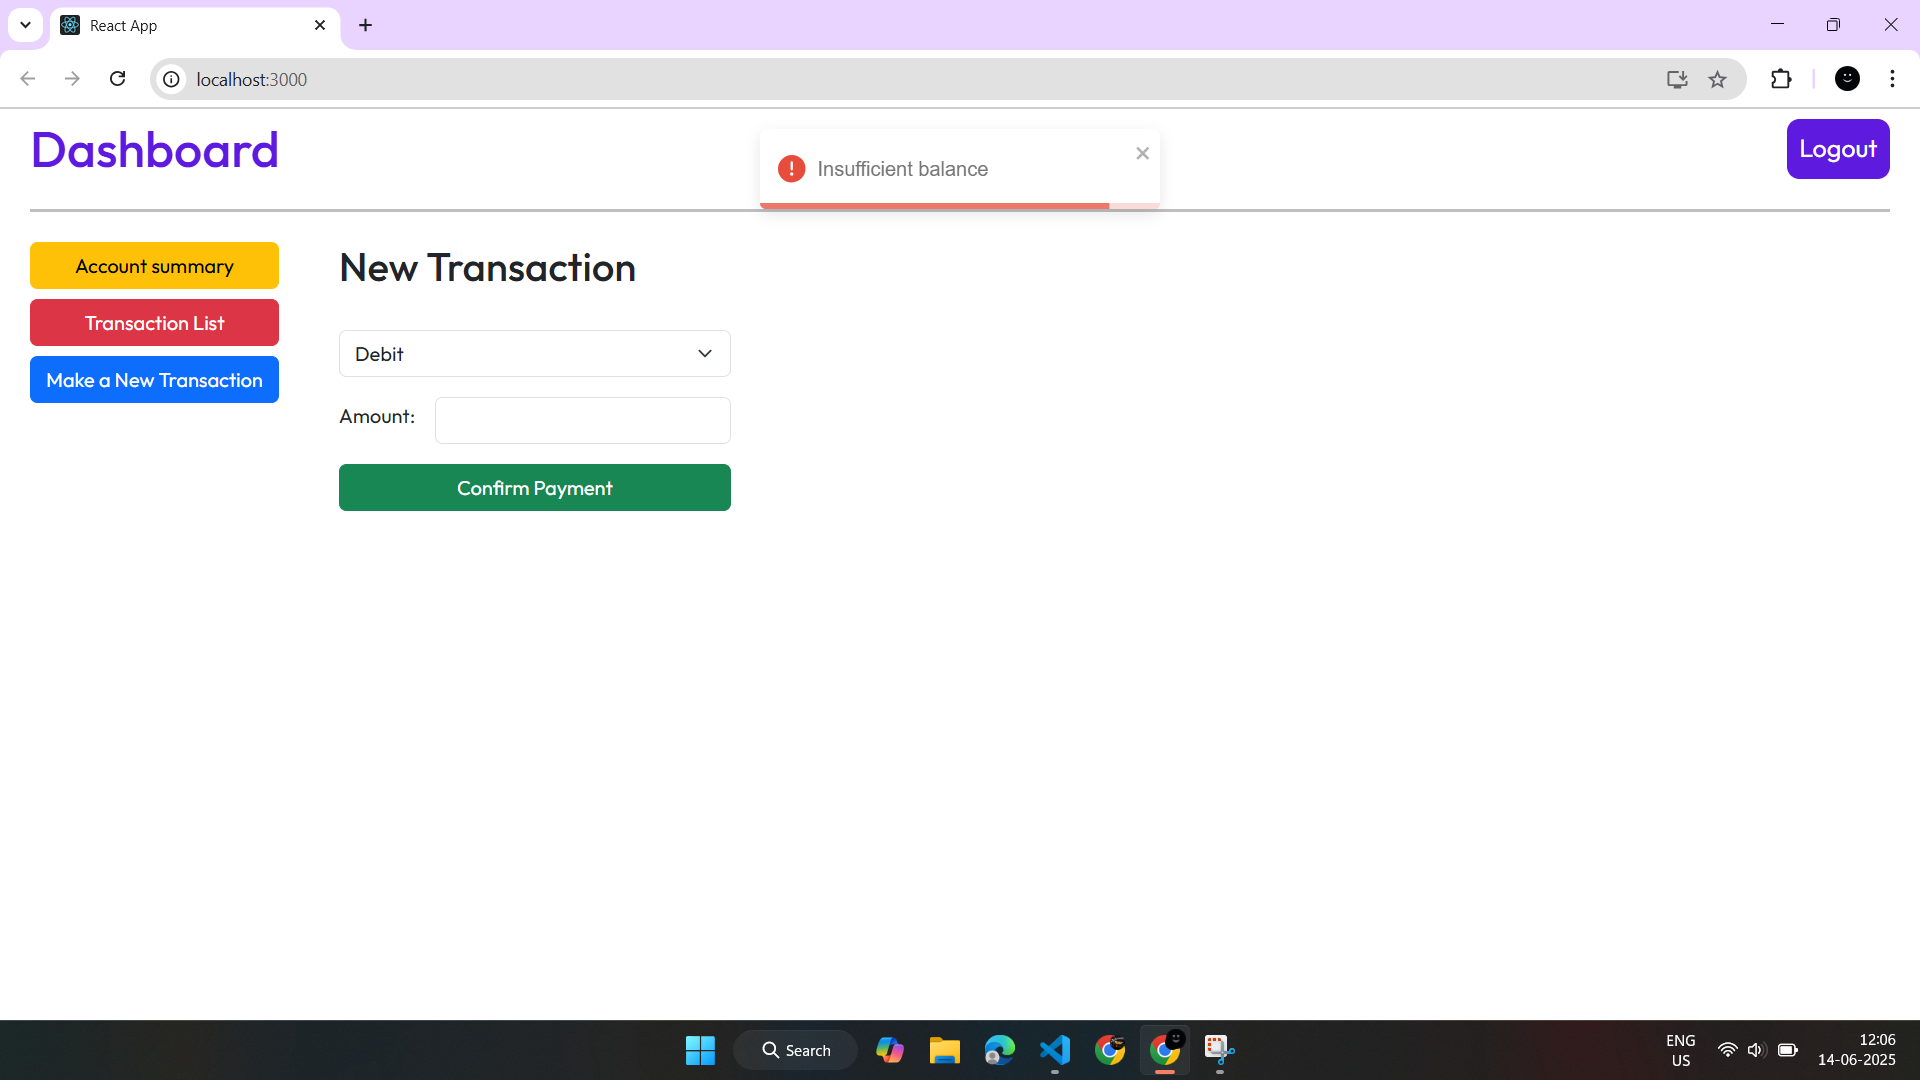 React App
localhost:3000
Dashboard
Insufficient balance
Logout
Account summary
Transaction List
Make a New Transaction
New Transaction
Debit
Amount:
Confirm Payment
Search
ENG
US
12:06
14-06-2025